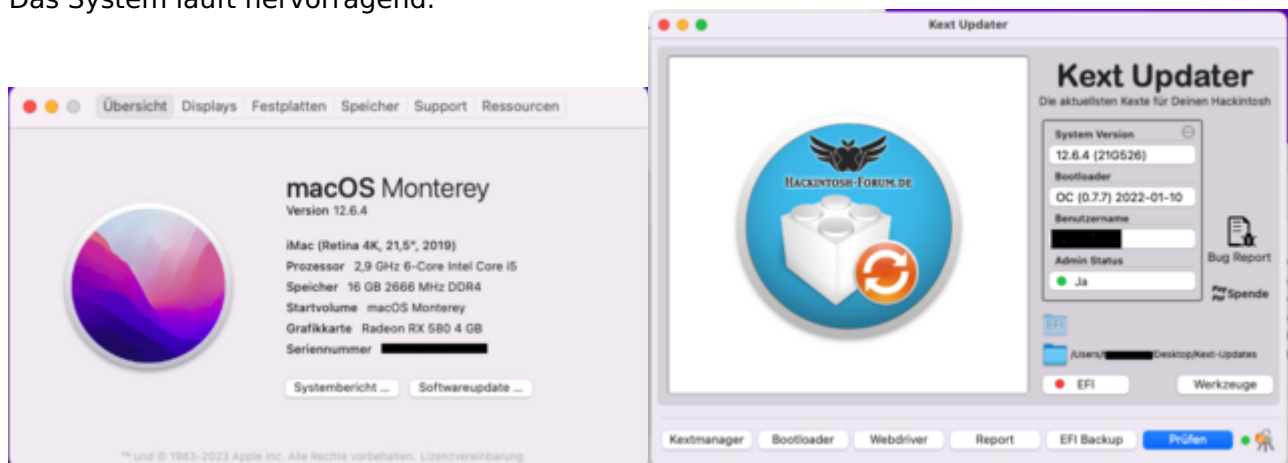 Das System läuft hervorragend.
Übersicht Displays Festplatten Speicher Support Ressourcen
macOS Monterey
Version 12.6.4
iMac (Retina 4K, 21,5", 2019)
Prozessor 2,9 GHz 6-Core Intel Core i5
Speicher 16 GB 2666 MHz DDR4
Startvolume macOS Monterey
Grafikkarte Radeon RX 580 4 GB
Seriennummer
Systembericht ... Softwareupdate ...
™ und © 1983-2023 Apple Inc. Alle Rechte vorbehalten. Lizenzvereinbarung
Kext Updater
HACKINTOSH-FORUM.DE
Kext Updater
Die aktuellsten Kexte für Deinen Hackintosh
System Version
12.6.4 (21G526)
Bootloader
OC (0.7.7) 2022-01-10
Benutzername
Admin Status
Ja
Bug Report
PayPal Spende
EFI
/Users/ /Desktop/Kext-Updates
EFI Werkzeuge
Kextmanager Bootloader Webdriver Report EFI Backup Prüfen